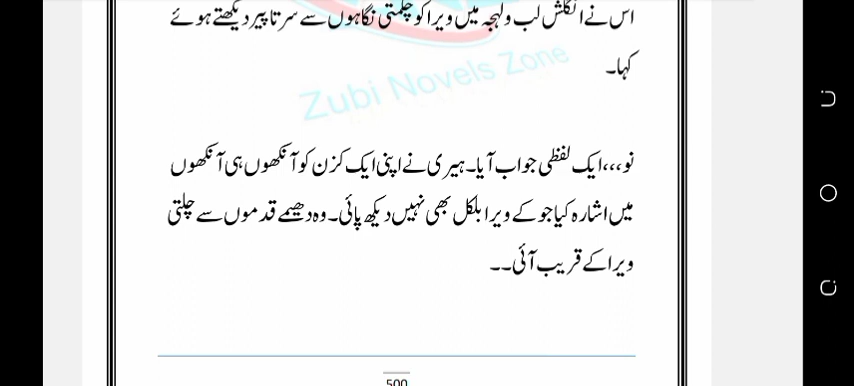 اس نے انگلش لب و لہجہ میں ویرا کو چلمتی نگاہوں سے سر تا پیر دیکھتے ہوئے
کہا۔
Zubi Novels Zone
نو،،،، ایک لفظی جواب آیا۔ ہیری نے اپنی ایک کزن کو آنکھوں ہی آنکھوں
میں اشارہ کیا جو کے ویرا بلکل بھی نہیں دیکھ پائی۔ وہ دھیمے قدموں سے چلتی
ویرا کے قریب آئی۔۔
500